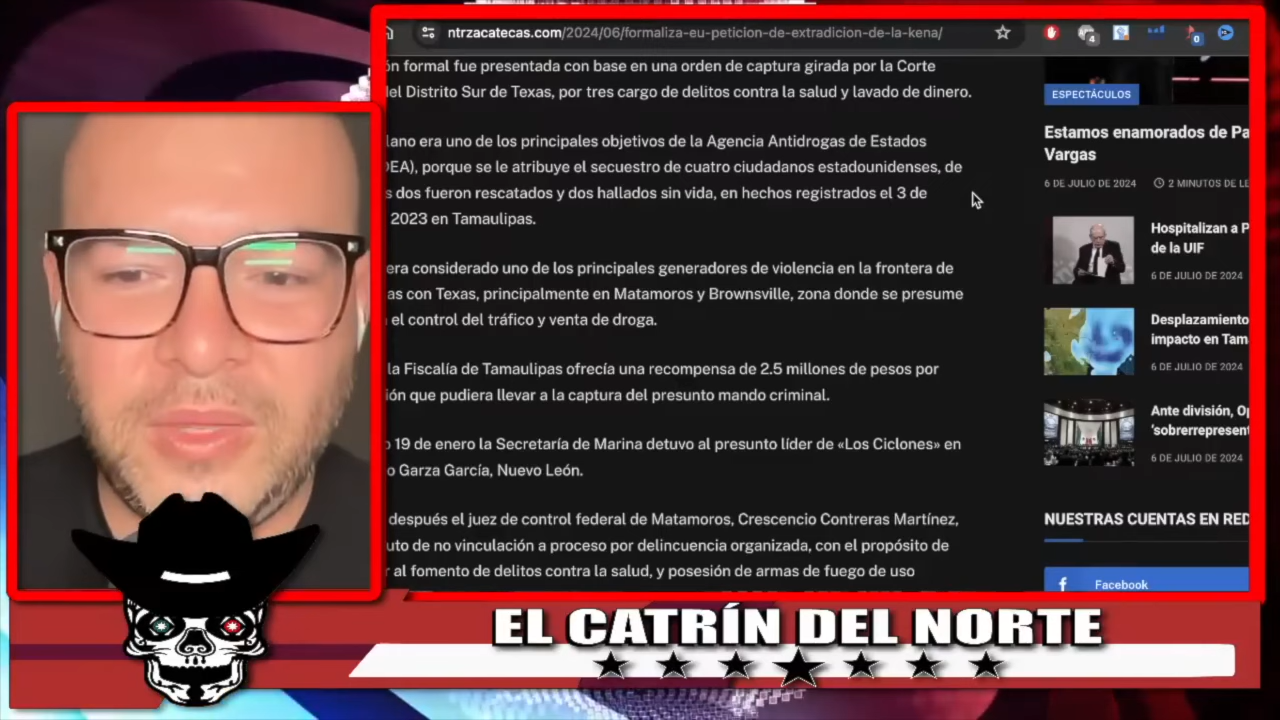 ntrzacatecas.com/2024/06/formaliza-eu-peticion-de-extradicion-de-la-kena/
4
0
ón formal fue presentada con base en una orden de captura girada por la Corte
del Distrito Sur de Texas, por tres cargo de delitos contra la salud y lavado de dinero.
lano era uno de los principales objetivos de la Agencia Antidrogas de Estados
DEA), porque se le atribuye el secuestro de cuatro ciudadanos estadounidenses, de
s dos fueron rescatados y dos hallados sin vida, en hechos registrados el 3 de
2023 en Tamaulipas.
era considerado uno de los principales generadores de violencia en la frontera de
as con Texas, principalmente en Matamoros y Brownsville, zona donde se presume
el control del tráfico y venta de droga.
la Fiscalía de Tamaulipas ofrecía una recompensa de 2.5 millones de pesos por
ión que pudiera llevar a la captura del presunto mando criminal.
o 19 de enero la Secretaría de Marina detuvo al presunto líder de «Los Ciclones» en
o Garza García, Nuevo León.
después el juez de control federal de Matamoros, Crescencio Contreras Martínez,
uto de no vinculación a proceso por delincuencia organizada, con el propósito de
r al fomento de delitos contra la salud, y posesión de armas de fuego de uso
ESPECTÁCULOS
Estamos enamorados de Pa
Vargas
6 DE JULIO DE 2024 2 MINUTOS DE LE
Hospitalizan a P
de la UIF
6 DE JULIO DE 2024
Desplazamiento
impacto en Tam
6 DE JULIO DE 2024
Ante división, Op
'sobrerrepresent
6 DE JULIO DE 2024
NUESTRAS CUENTAS EN RED
Facebook
EL CATRÍN DEL NORTE